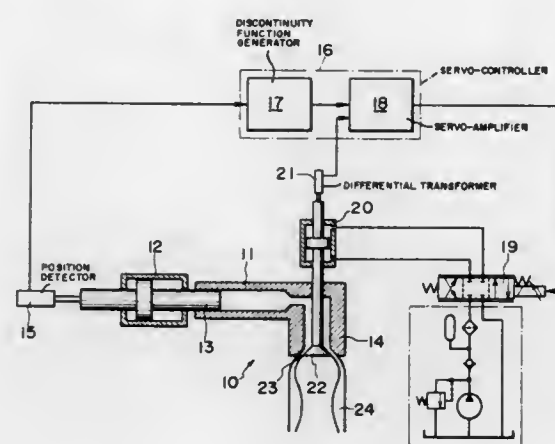 DISCONTINUITY
FUNCTION
GENERATOR
16
SERVO-CONTROLLER
17
18
SERVO-AMPLIFIER
21
DIFFERENTIAL TRANSFORMER
20
12
11
19
POSITION
DETECTOR
15
13
14
10
23
22
24